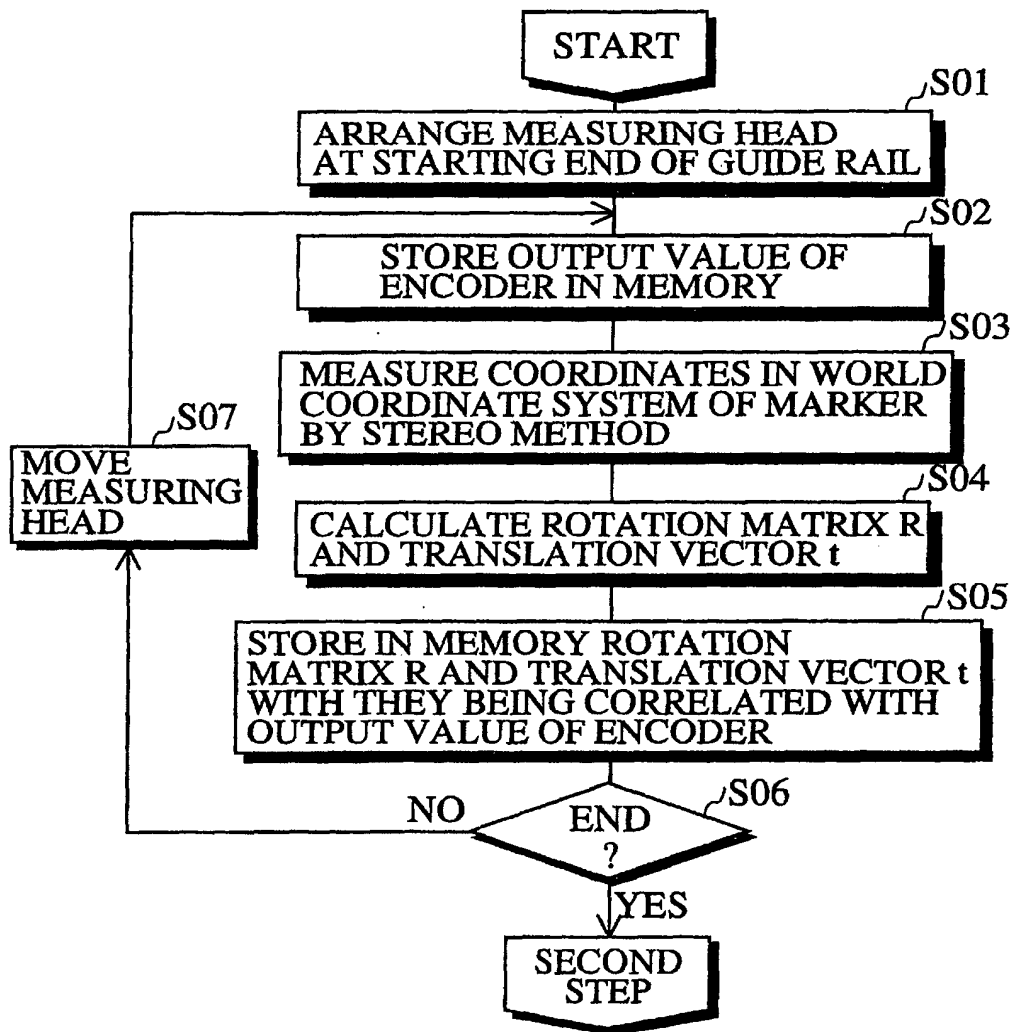 START
S01
ARRANGE MEASURING HEAD
AT STARTING END OF GUIDE RAIL
S02
STORE OUTPUT VALUE OF
ENCODER IN MEMORY
S03
MEASURE COORDINATES IN WORLD
COORDINATE SYSTEM OF MARKER
BY STEREO METHOD
S07
MOVE
MEASURING
HEAD
S04
CALCULATE ROTATION MATRIX R
AND TRANSLATION VECTOR t
S05
STORE IN MEMORY ROTATION
MATRIX R AND TRANSLATION VECTOR t
WITH THEY BEING CORRELATED WITH
OUTPUT VALUE OF ENCODER
S06
NO
END
?
YES
SECOND
STEP